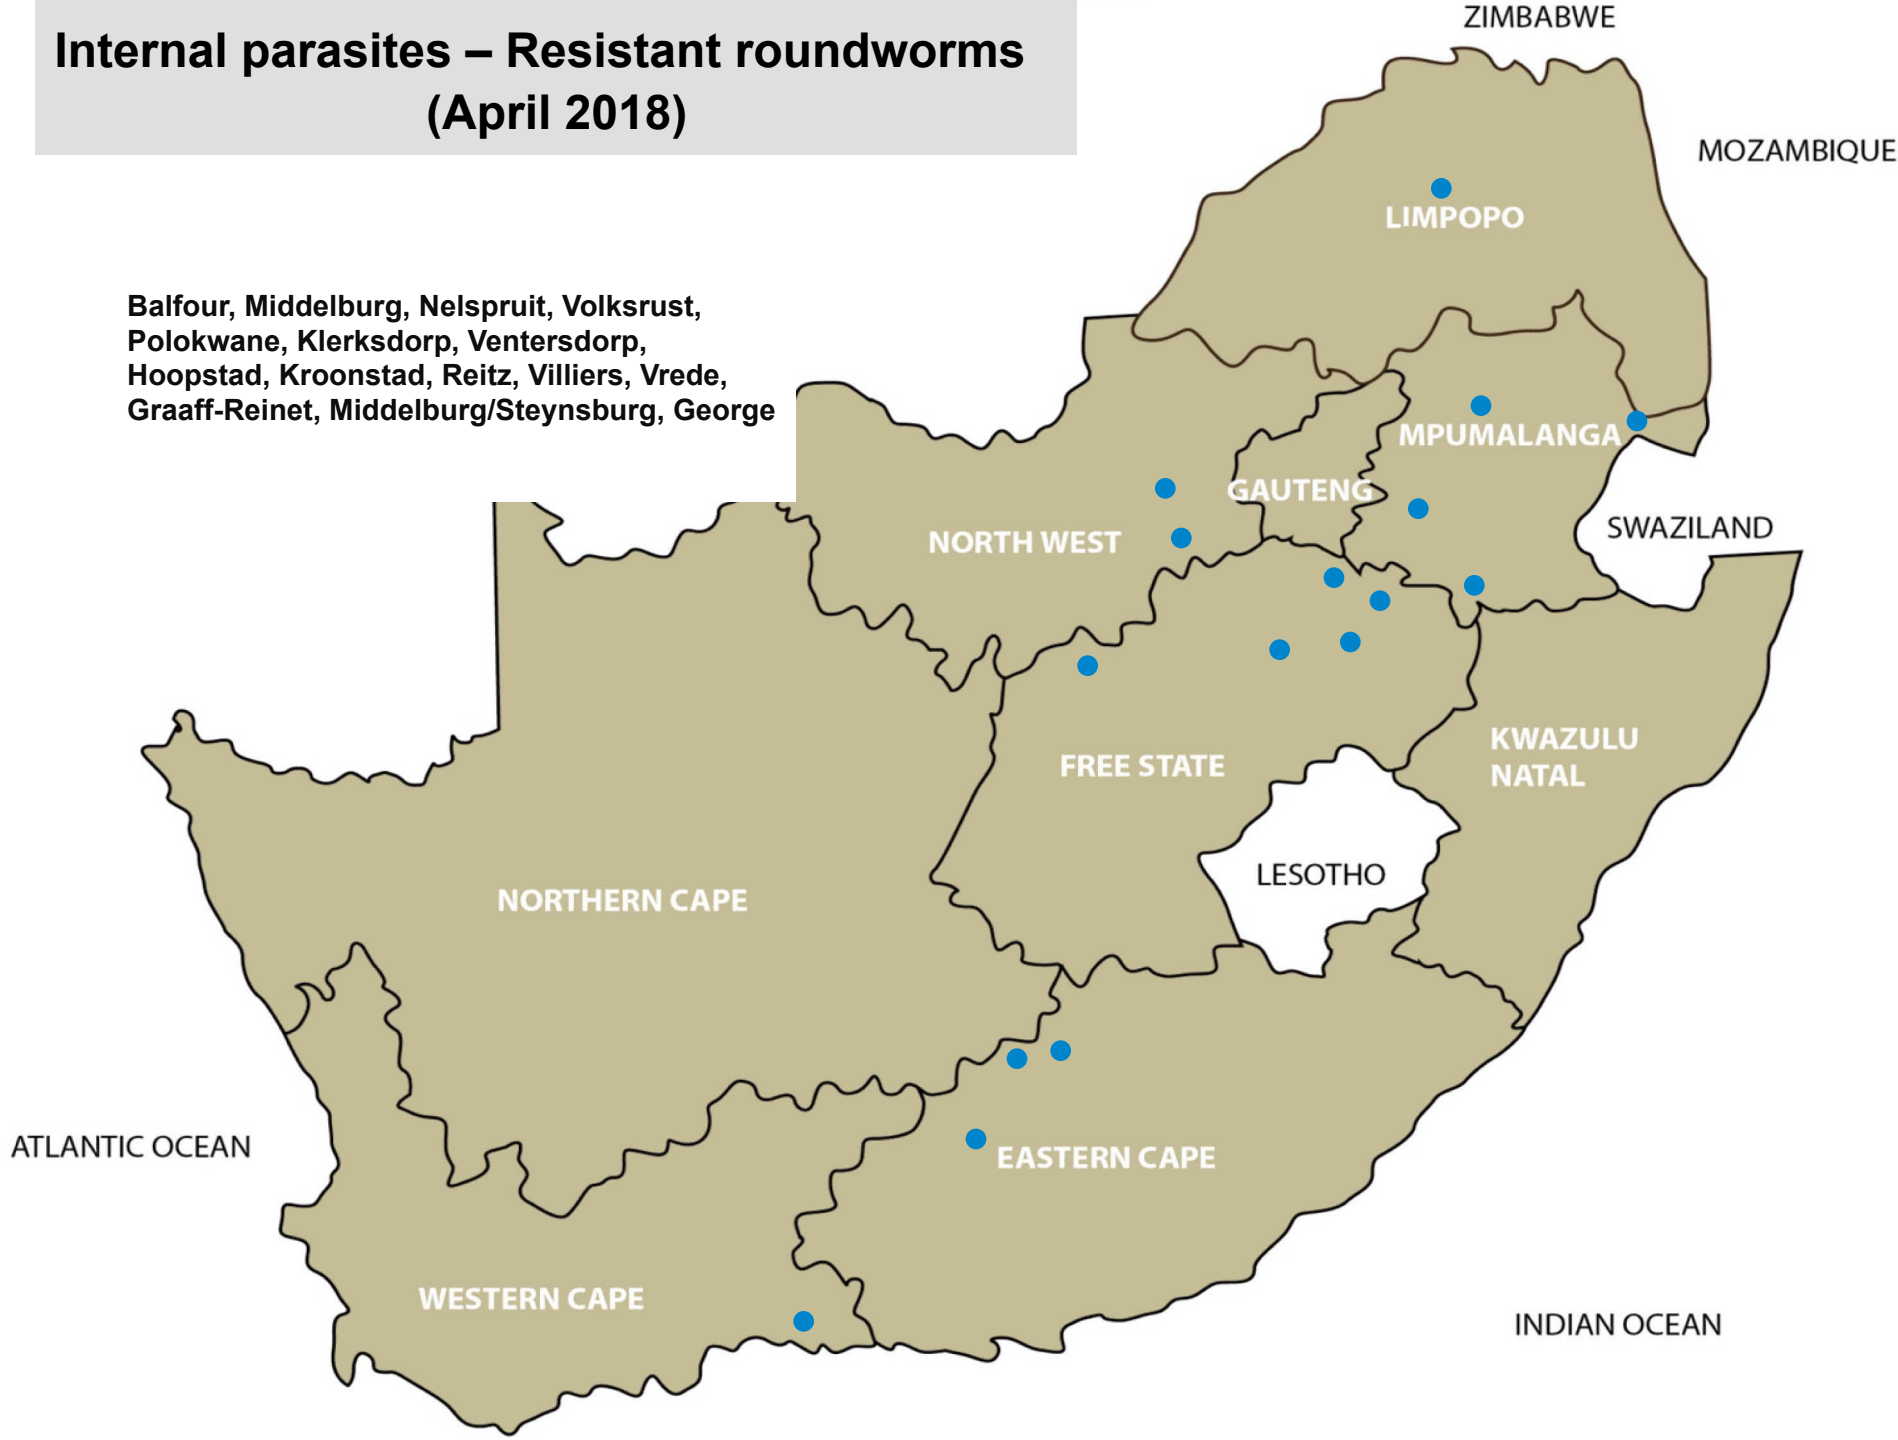 Internal parasites – Resistant roundworms
(April 2018)
ZIMBABWE
MOZAMBIQUE
LIMPOPO
Balfour, Middelburg, Nelspruit, Volksrust,
Polokwane, Klerksdorp, Ventersdorp,
Hoopstad, Kroonstad, Reitz, Villiers, Vrede,
Graaff-Reinet, Middelburg/Steynsburg, George
MPUMALANGA
GAUTENG
NORTH WEST
SWAZILAND
KWAZULU
NATAL
FREE STATE
LESOTHO
NORTHERN CAPE
ATLANTIC OCEAN
EASTERN CAPE
WESTERN CAPE
INDIAN OCEAN